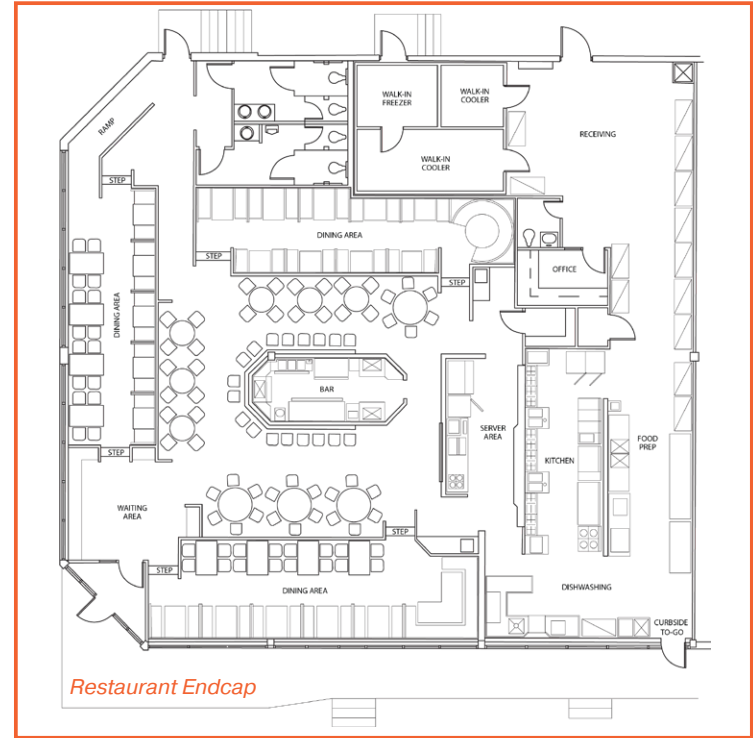 WALK-IN
FREEZER
WALK-IN
COOLER
RAMP
RECEIVING
WALK-IN
COOLER
STEP
DINING AREA
STEP
OFFICE
STEP
DINING AREA
BAR
SERVER
AREA
FOOD
PREP
KITCHEN
STEP
WAITING
AREA
STEP
STEP
DINING AREA
DISHWASHING
CURBSIDE
TO-GO
Restaurant Endcap